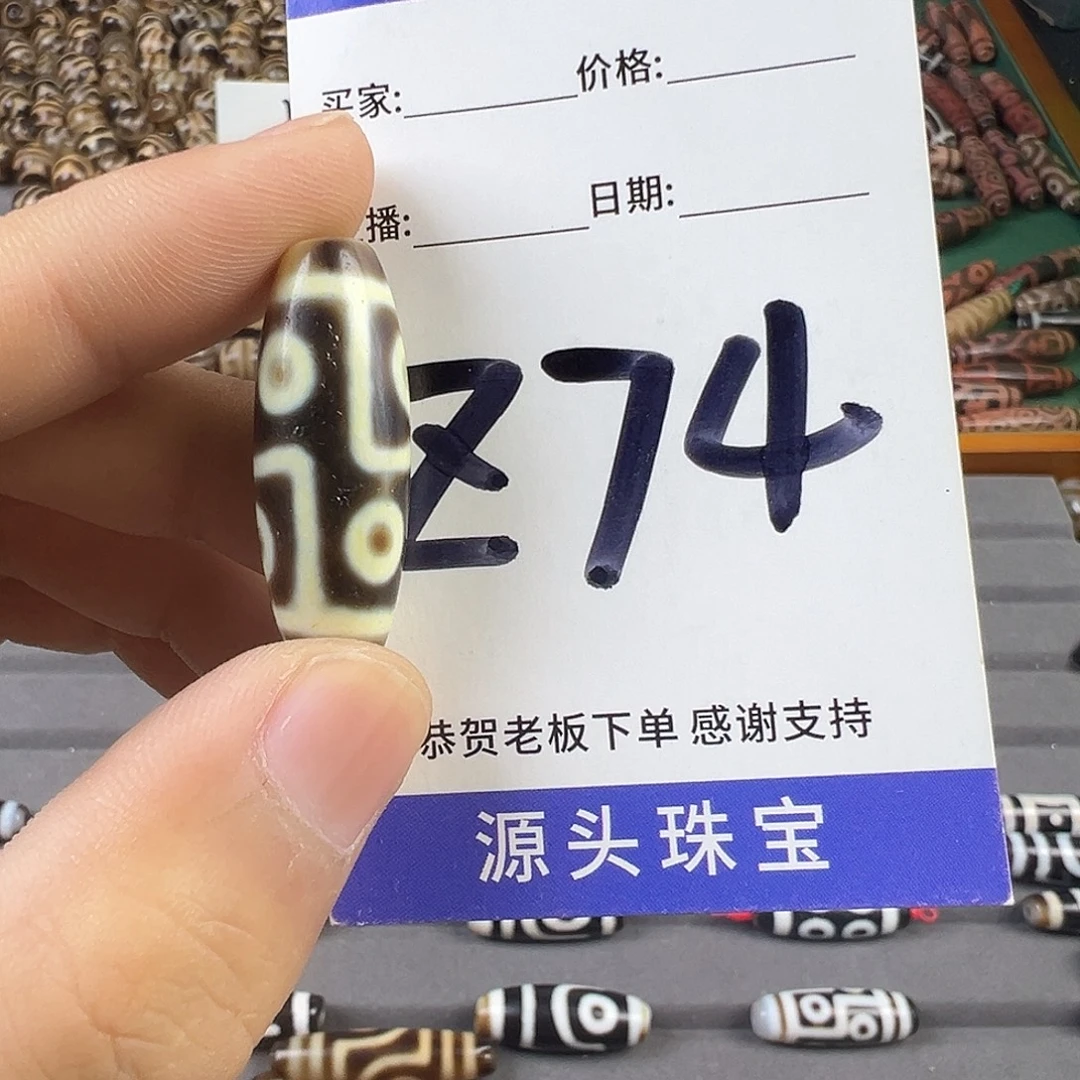 买家: 价格:
播: 日期:
Z74
恭贺老板下单 感谢支持
源头珠宝